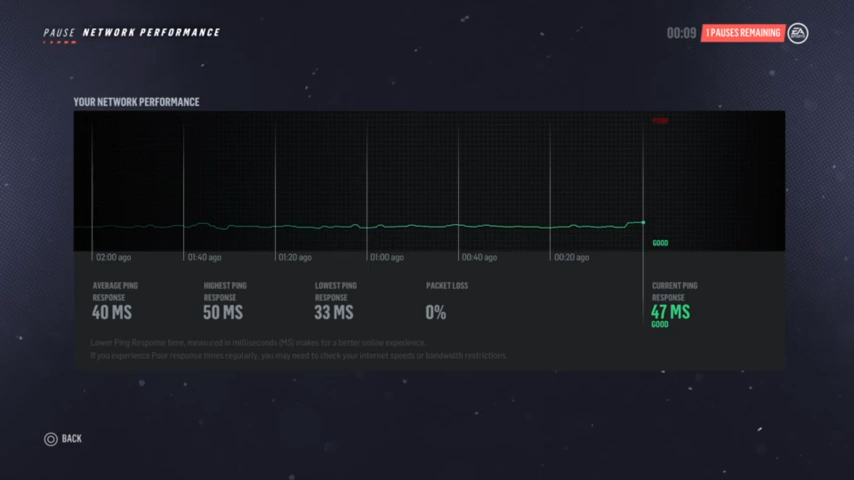 PAUSE NETWORK PERFORMANCE
00:09 1 PAUSES REMAINING
EA SPORTS
YOUR NETWORK PERFORMANCE
POOR
GOOD
02:00 ago 01:40 ago 01:20 ago 01:00 ago 00:40 ago 00:20 ago
AVERAGE PING HIGHEST PING LOWEST PING PACKET LOSS CURRENT PING
RESPONSE RESPONSE RESPONSE RESPONSE
40 MS 50 MS 33 MS 0% 47 MS
GOOD
Lower Ping Response time, measured in milliseconds (MS) makes for a better online experience.
If you experience Poor response times regularly, you may need to check your internet speeds or bandwidth restrictions.
BACK